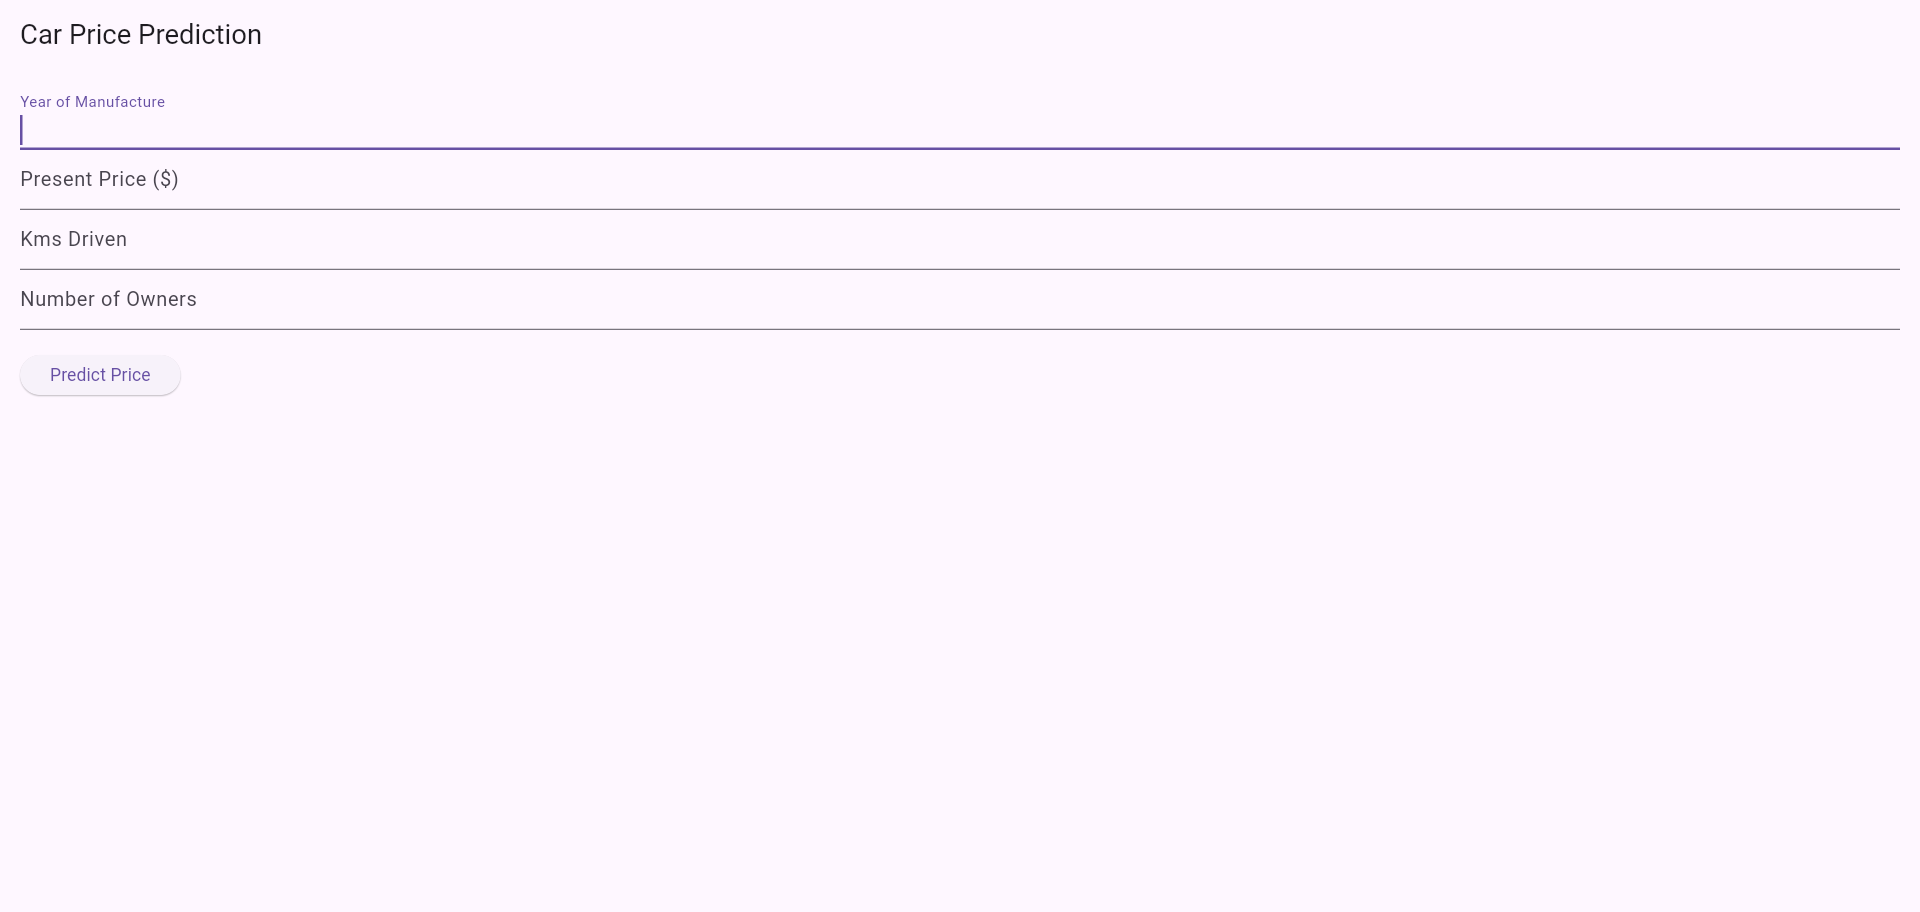 Car Price Prediction
Year of Manufacture
Present Price ($)
Kms Driven
Number of Owners
Predict Price